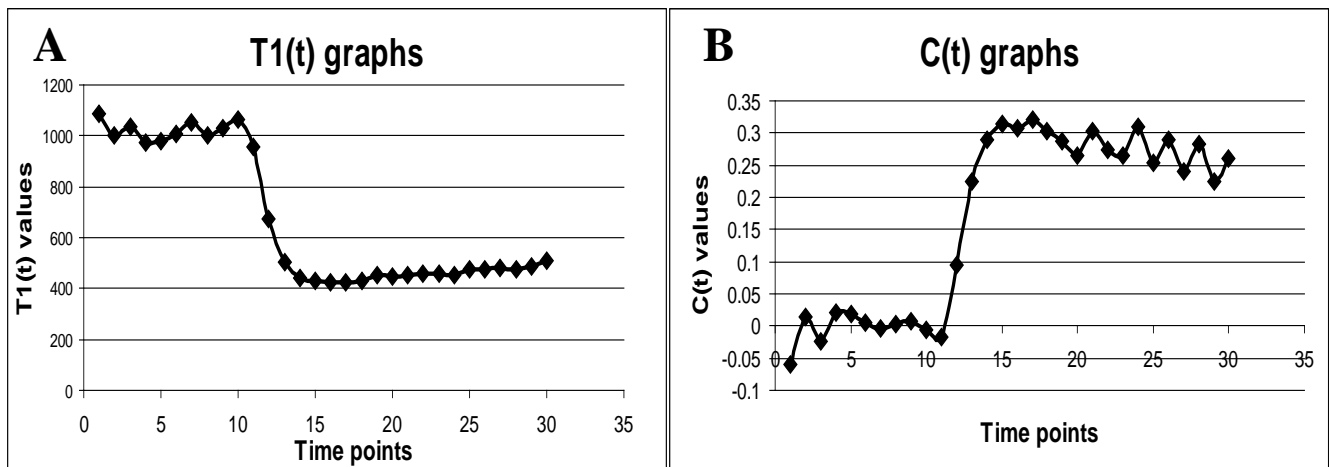 A
T1(t) graphs
1200
1000
800
600
400
200
0
T1(t) values
0 5 10 15 20 25 30 35
Time points
B
C(t) graphs
0.35
0.3
0.25
0.2
0.15
0.1
0.05
0
-0.05
-0.1
C(t) values
0 5 10 15 20 25 30 35
Time points